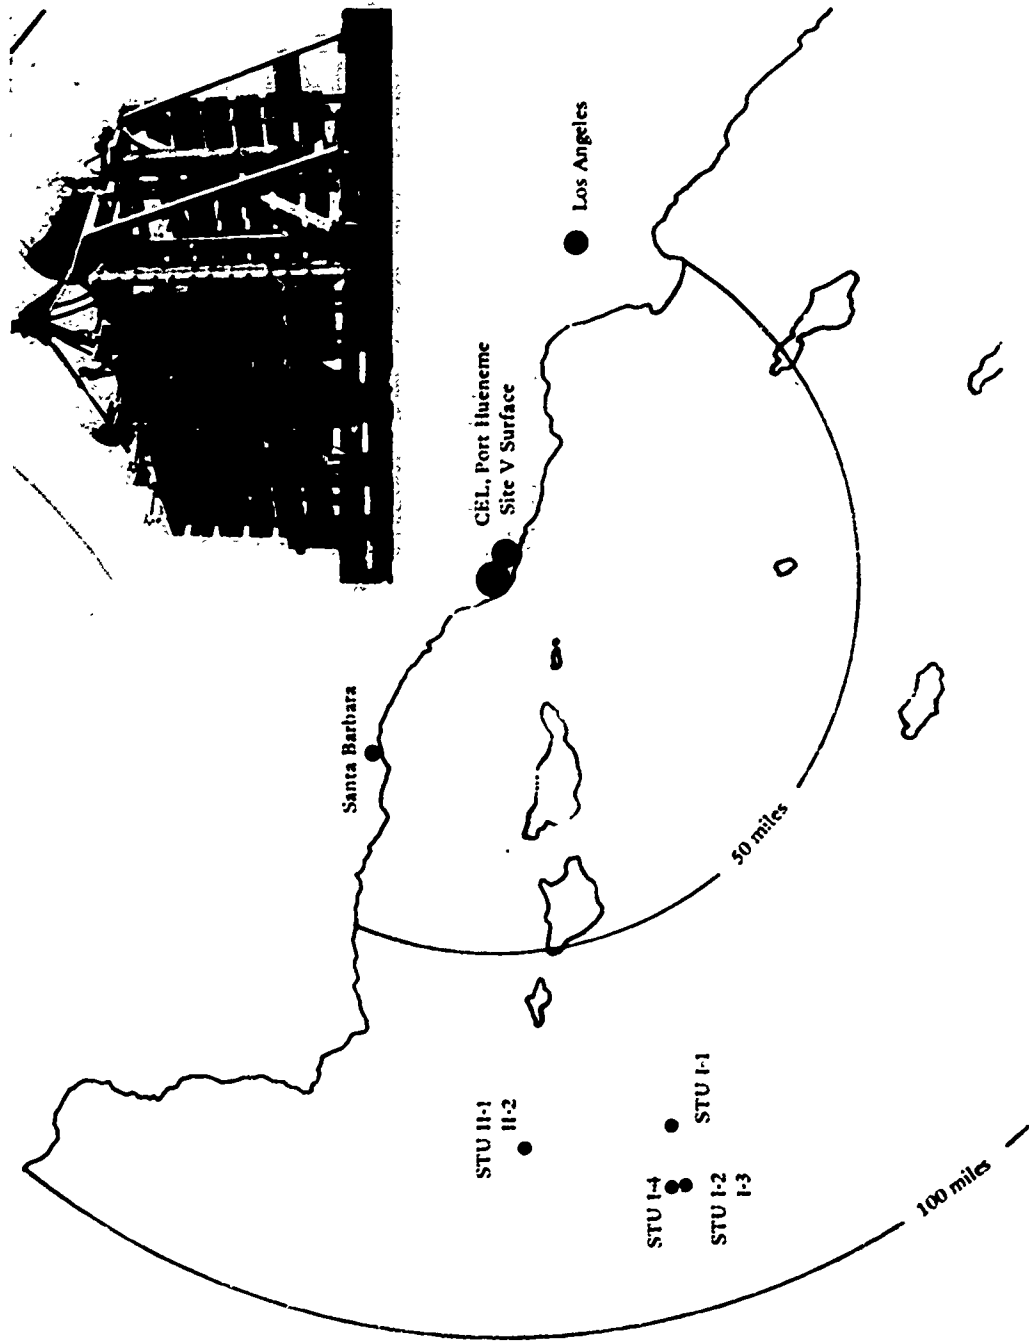 Los Angeles
CEL, Port Hueneme
Site V Surface
Santa Barbara
50 miles
STU II-1
II-2
STU I-1
STU I-4
STU I-2
I-3
100 miles